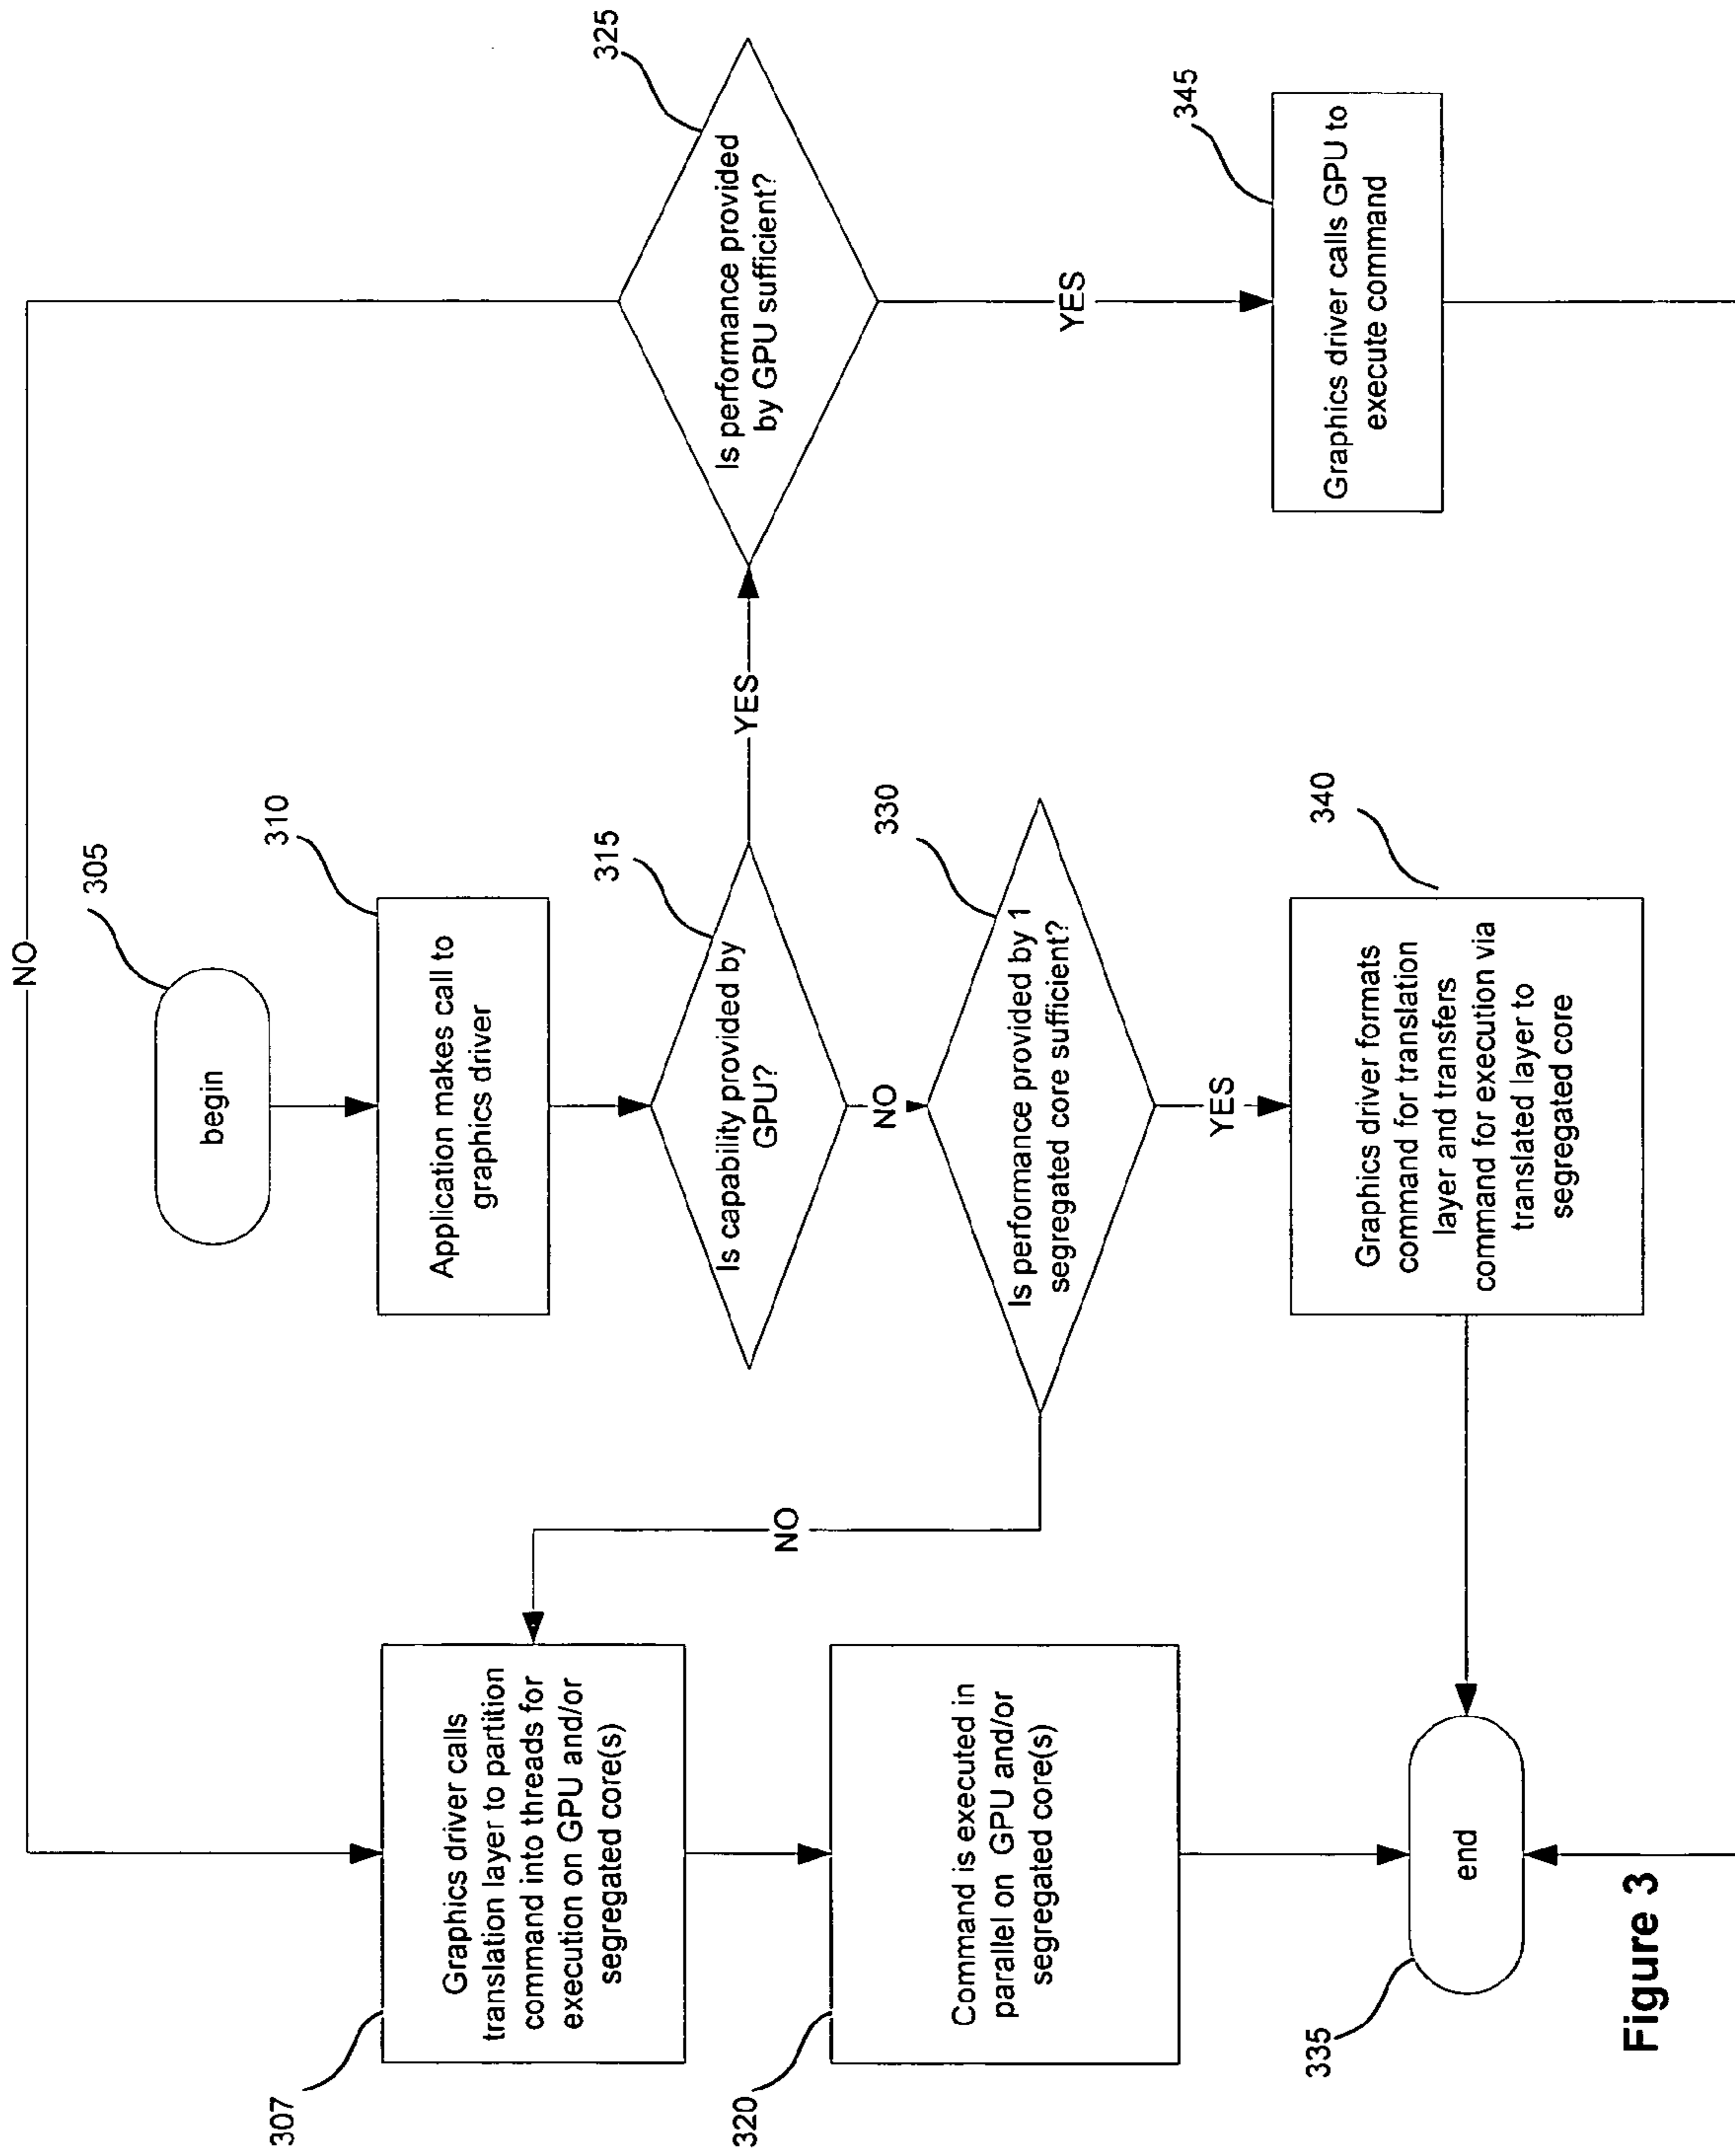 NO
305
begin
310
Application makes call to
graphics driver
315
Is capability provided by
GPU?
YES
325
Is performance provided
by GPU sufficient?
NO
330
Is performance provided by 1
segregated core sufficient?
NO
307
Graphics driver calls
translation layer to partition
command into threads for
execution on GPU and/or
segregated core(s)
320
Command is executed in
parallel on GPU and/or
segregated core(s)
YES
340
Graphics driver formats
command for translation
layer and transfers
command for execution via
translated layer to
segregated core
YES
345
Graphics driver calls GPU to
execute command
335
end
Figure 3